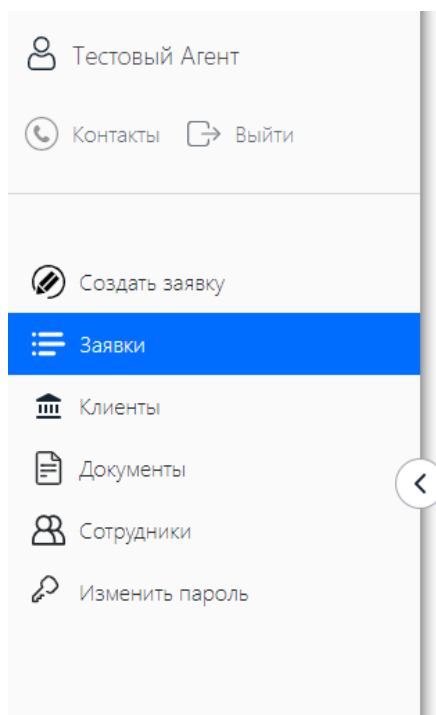 Тестовый Агент
Контакты Выйти
Создать заявку
Заявки
Клиенты
Документы
Сотрудники
Изменить пароль